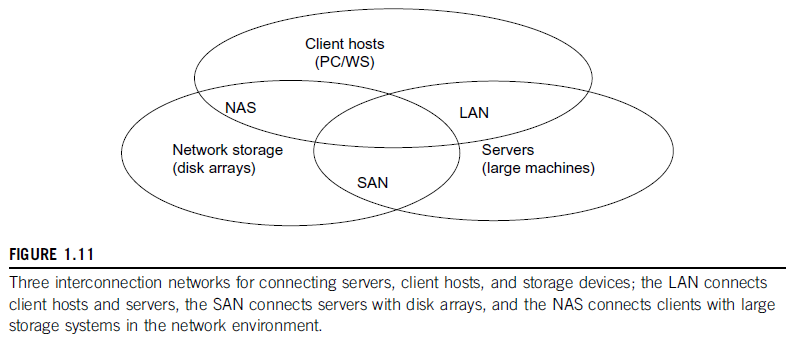 Client hosts
(PC/WS)
NAS
LAN
Network storage
(disk arrays)
Servers
(large machines)
SAN
FIGURE 1.11
Three interconnection networks for connecting servers, client hosts, and storage devices; the LAN connects
client hosts and servers, the SAN connects servers with disk arrays, and the NAS connects clients with large
storage systems in the network environment.